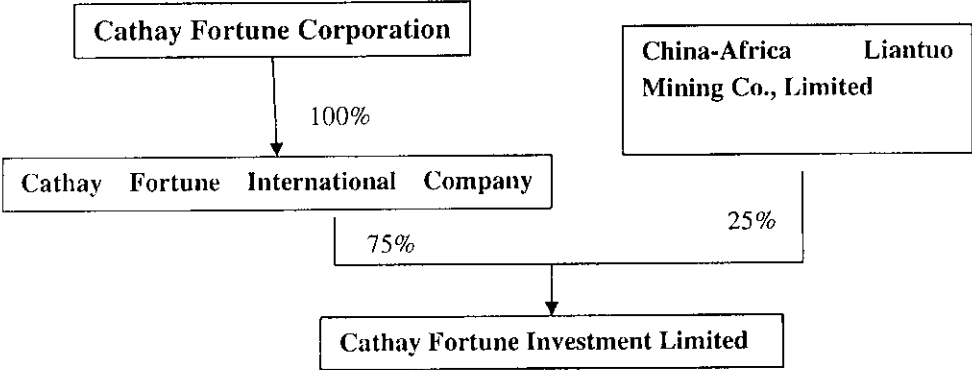 Cathay Fortune Corporation
China-Africa Liantuo
Mining Co., Limited
100%
Cathay Fortune International Company
75%
25%
Cathay Fortune Investment Limited